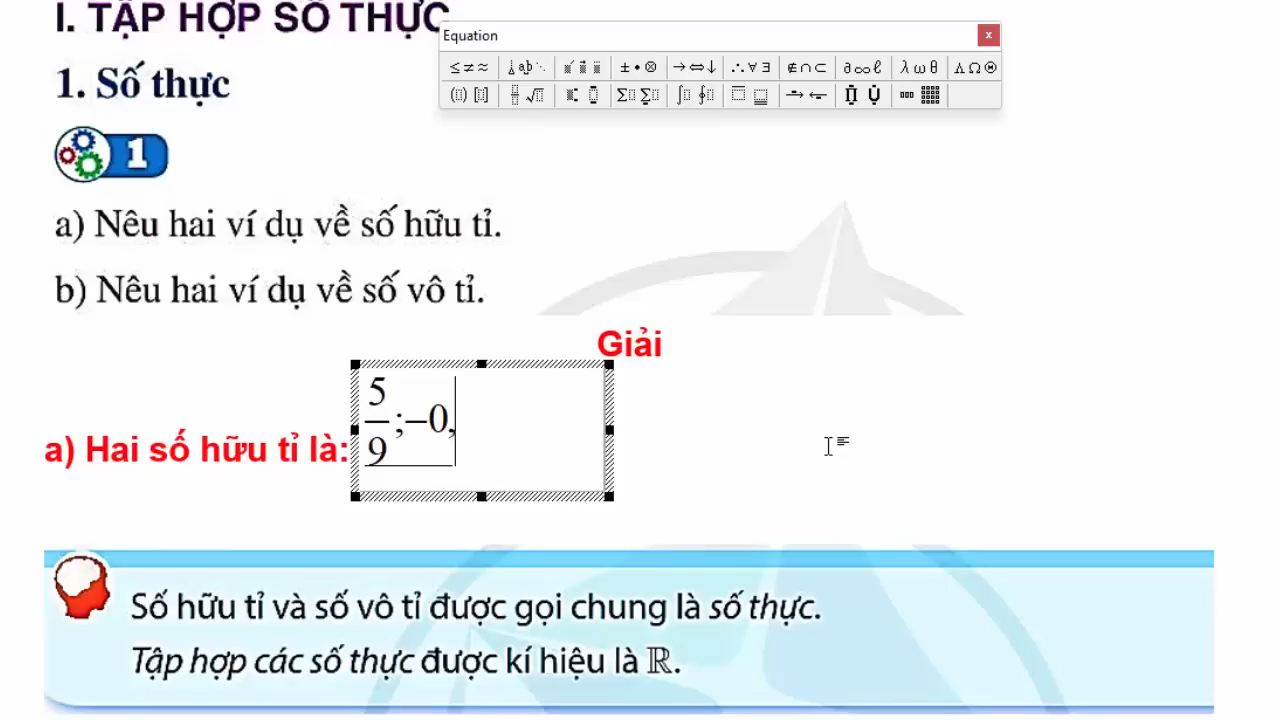 I. TẬP HỢP SỐ THỰC
Equation
x
1. Số thực
1
a) Nêu hai ví dụ về số hữu tỉ.
b) Nêu hai ví dụ về số vô tỉ.
Giải
a) Hai số hữu tỉ là: 5/9;−0,
Số hữu tỉ và số vô tỉ được gọi chung là số thực.
Tập hợp các số thực được kí hiệu là ℝ.